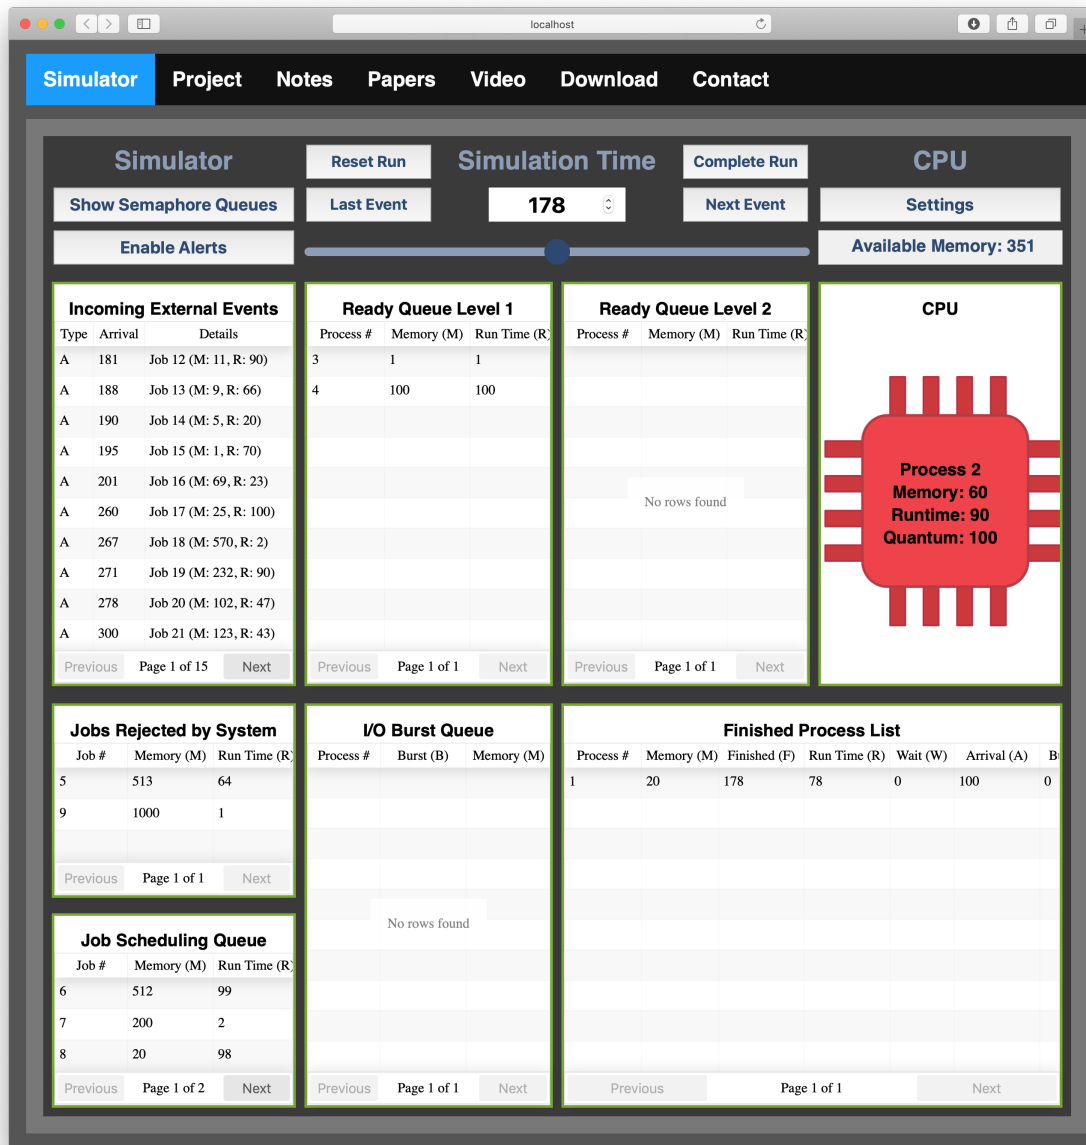 localhost
Simulator Project Notes Papers Video Download Contact
Simulator Reset Run Simulation Time Complete Run CPU
Show Semaphore Queues Last Event 178 Next Event Settings
Enable Alerts Available Memory: 351
Incoming External Events
Type Arrival Details
A 181 Job 12 (M: 11, R: 90)
A 188 Job 13 (M: 9, R: 66)
A 190 Job 14 (M: 5, R: 20)
A 195 Job 15 (M: 1, R: 70)
A 201 Job 16 (M: 69, R: 23)
A 260 Job 17 (M: 25, R: 100)
A 267 Job 18 (M: 570, R: 2)
A 271 Job 19 (M: 232, R: 90)
A 278 Job 20 (M: 102, R: 47)
A 300 Job 21 (M: 123, R: 43)
Previous Page 1 of 15 Next
Ready Queue Level 1
Process # Memory (M) Run Time (R)
3 1 1
4 100 100
Previous Page 1 of 1 Next
Ready Queue Level 2
Process # Memory (M) Run Time (R)
No rows found
Previous Page 1 of 1 Next
CPU
Process 2
Memory: 60
Runtime: 90
Quantum: 100
Jobs Rejected by System
Job # Memory (M) Run Time (R)
5 513 64
9 1000 1
Previous Page 1 of 1 Next
Job Scheduling Queue
Job # Memory (M) Run Time (R)
6 512 99
7 200 2
8 20 98
Previous Page 1 of 2 Next
I/O Burst Queue
Process # Burst (B) Memory (M)
No rows found
Previous Page 1 of 1 Next
Finished Process List
Process # Memory (M) Finished (F) Run Time (R) Wait (W) Arrival (A)
1 20 178 78 0 100 0
Previous Page 1 of 1 Next